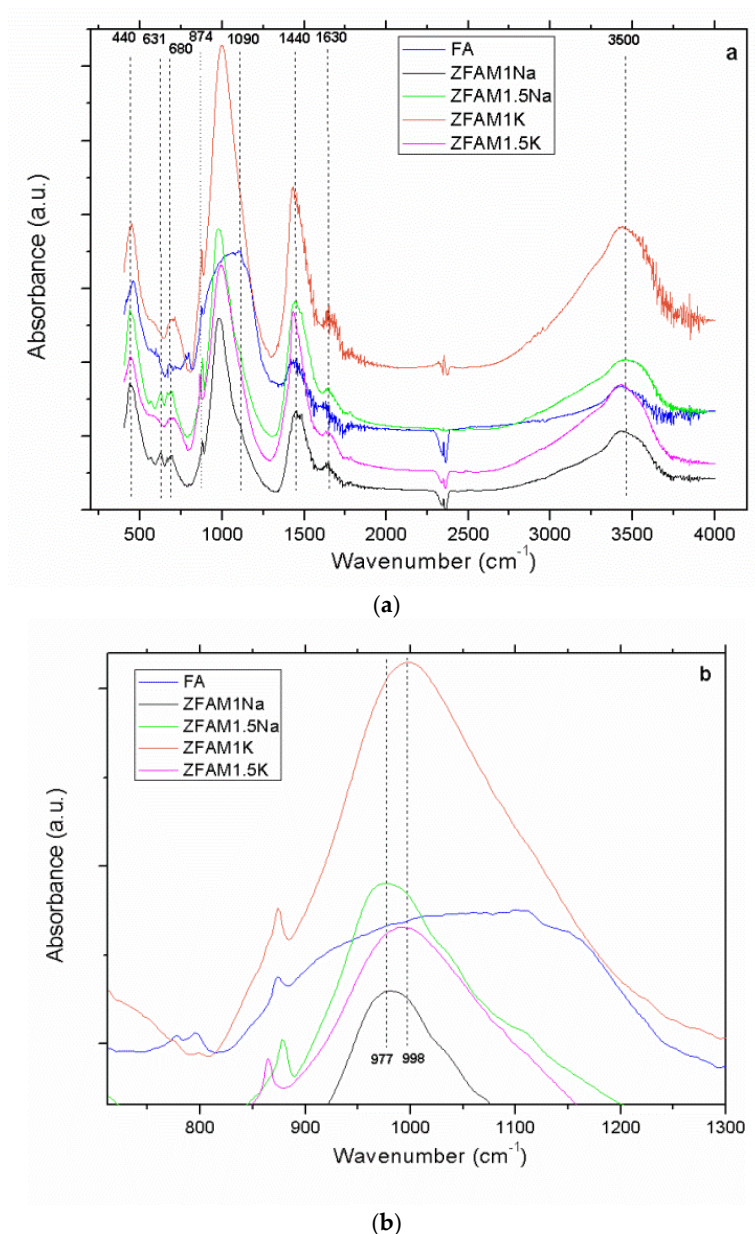 440 631 680 874 1090 1440 1630 3500
a
FA
ZFAM1Na
ZFAM1.5Na
ZFAM1K
ZFAM1.5K
Absorbance (a.u.)
500 1000 1500 2000 2500 3000 3500 4000
Wavenumber (cm-1)
(a)
b
FA
ZFAM1Na
ZFAM1.5Na
ZFAM1K
ZFAM1.5K
Absorbance (a.u.)
977 998
800 900 1000 1100 1200 1300
Wavenumber (cm-1)
(b)